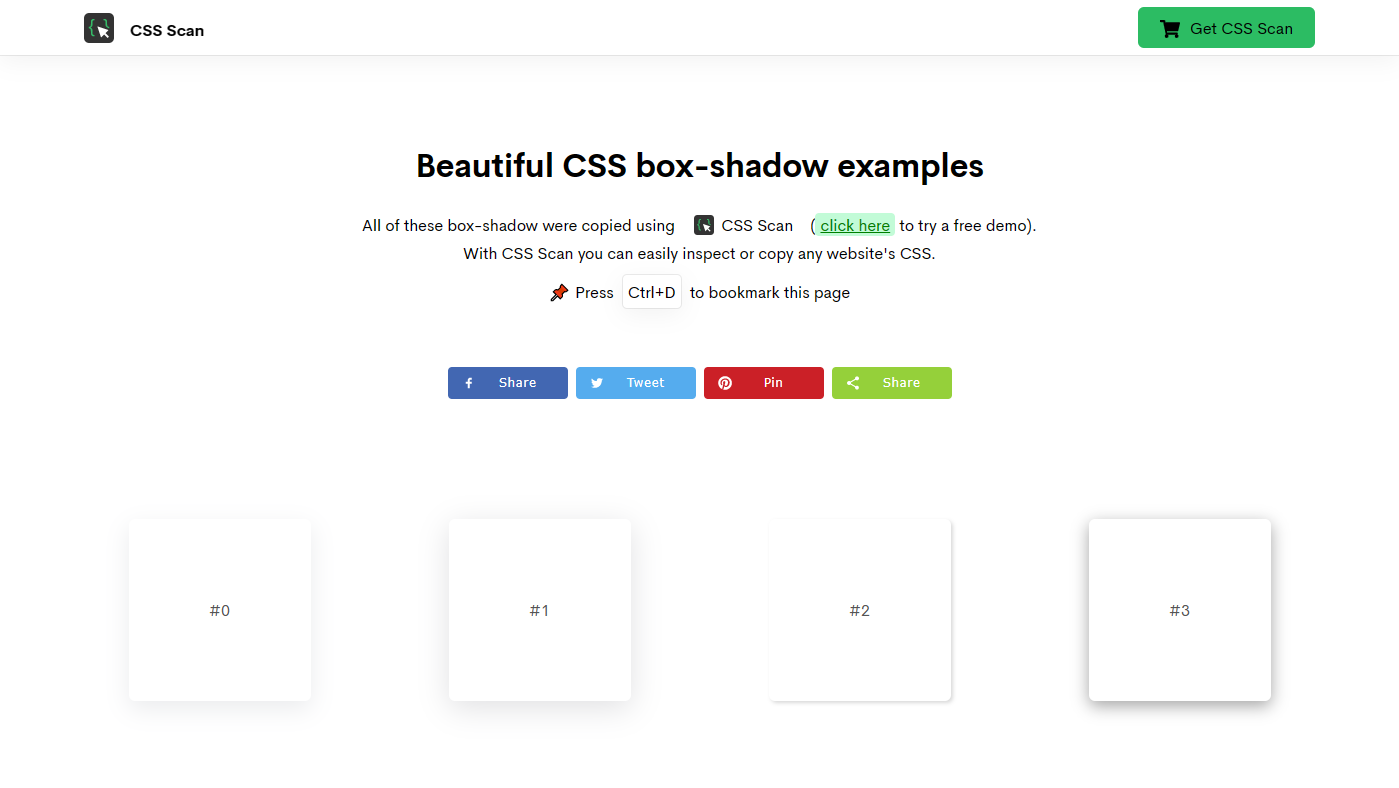 CSS Scan
Get CSS Scan
Beautiful CSS box-shadow examples
All of these box-shadow were copied using CSS Scan (click here to try a free demo).
With CSS Scan you can easily inspect or copy any website's CSS.
Press Ctrl+D to bookmark this page
Share
Tweet
Pin
Share
#0
#1
#2
#3